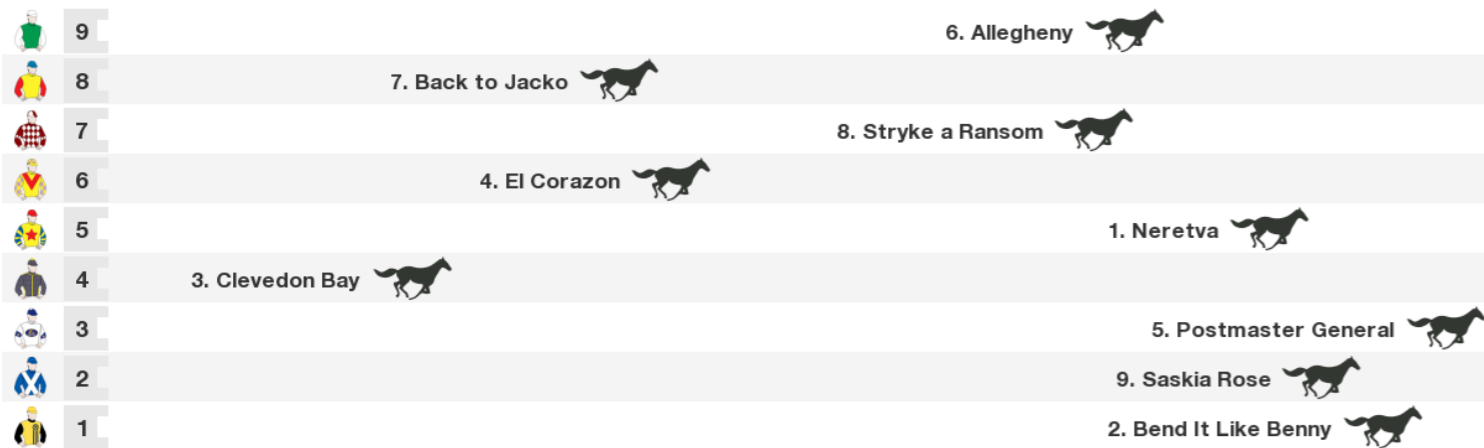 9 6. Allegheny
8 7. Back to Jacko
7 8. Stryke a Ransom
6 4. El Corazon
5 1. Neretva
4 3. Clevedon Bay
3 5. Postmaster General
2 9. Saskia Rose
1 2. Bend It Like Benny